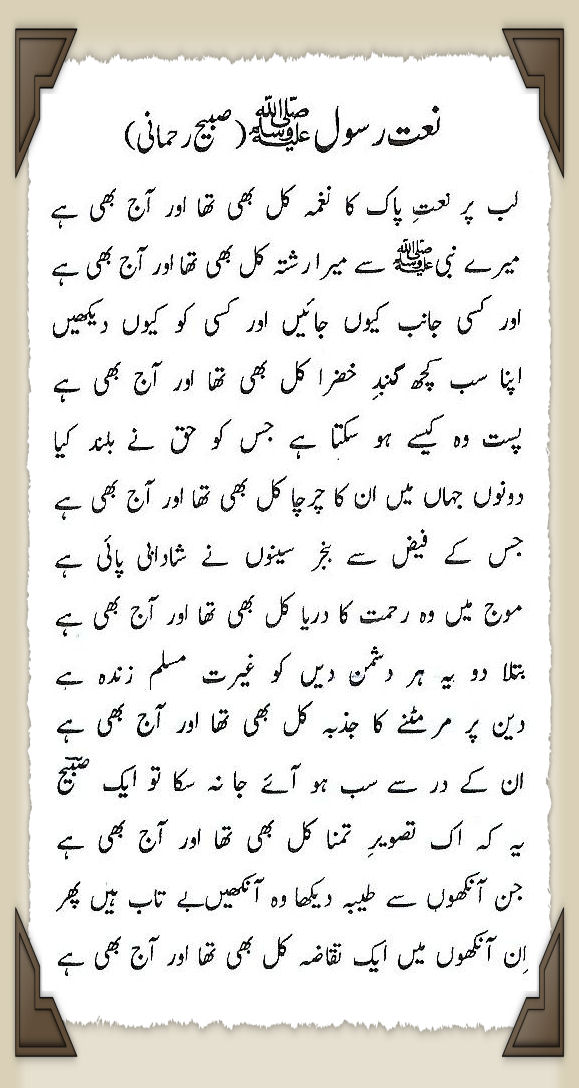 نعت رسول ﷺ (صبیح رحمانی)
لب پر نعتِ پاک کا نغمہ کل بھی تھا اور آج بھی ہے
میرے نبی ﷺ سے میرا رشتہ کل بھی تھا اور آج بھی ہے
اور کسی جانب کیوں جائیں اور کسی کو کیوں دیکھیں
اپنا سب کچھ گنبدِ خضرا کل بھی تھا اور آج بھی ہے
پست وہ کیسے ہو سکتا ہے جس کو حق نے بلند کیا
دونوں جہاں میں ان کا چرچا کل بھی تھا اور آج بھی ہے
جس کے فیض سے بنجر سینوں نے شادابی پائی ہے
موج میں وہ رحمت کا دریا کل بھی تھا اور آج بھی ہے
بتلا دو یہ ہر دشمن دیں کو غیرت مسلم زندہ ہے
دین پر مر مٹنے کا جذبہ کل بھی تھا اور آج بھی ہے
ان کے در سے سب ہو آئے جا نہ سکا تو ایک صبیحؔ
یہ کہ اک تصویرِ تمنا کل بھی تھا اور آج بھی ہے
جن آنکھوں سے طیبہ دیکھا وہ آنکھیں بے تاب ہیں پھر
اِن آنکھوں میں ایک تقاضہ کل بھی تھا اور آج بھی ہے